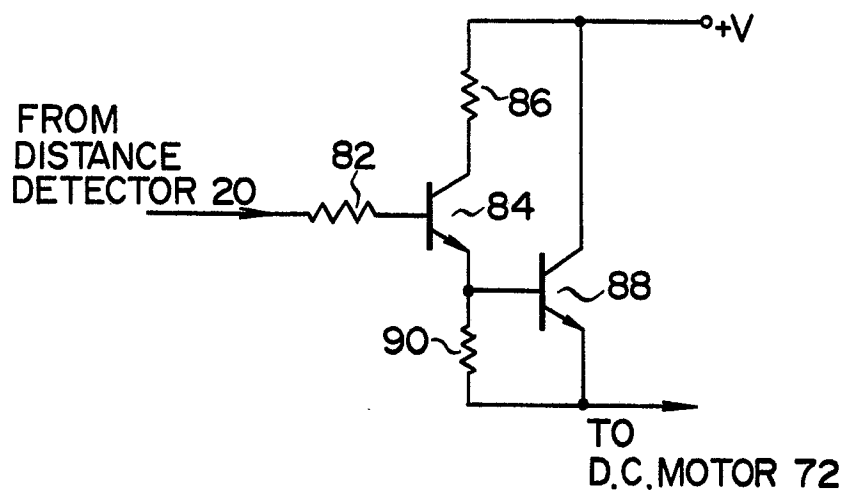 +V
86
FROM
DISTANCE
DETECTOR 20
82
84
88
90
TO
D.C. MOTOR 72